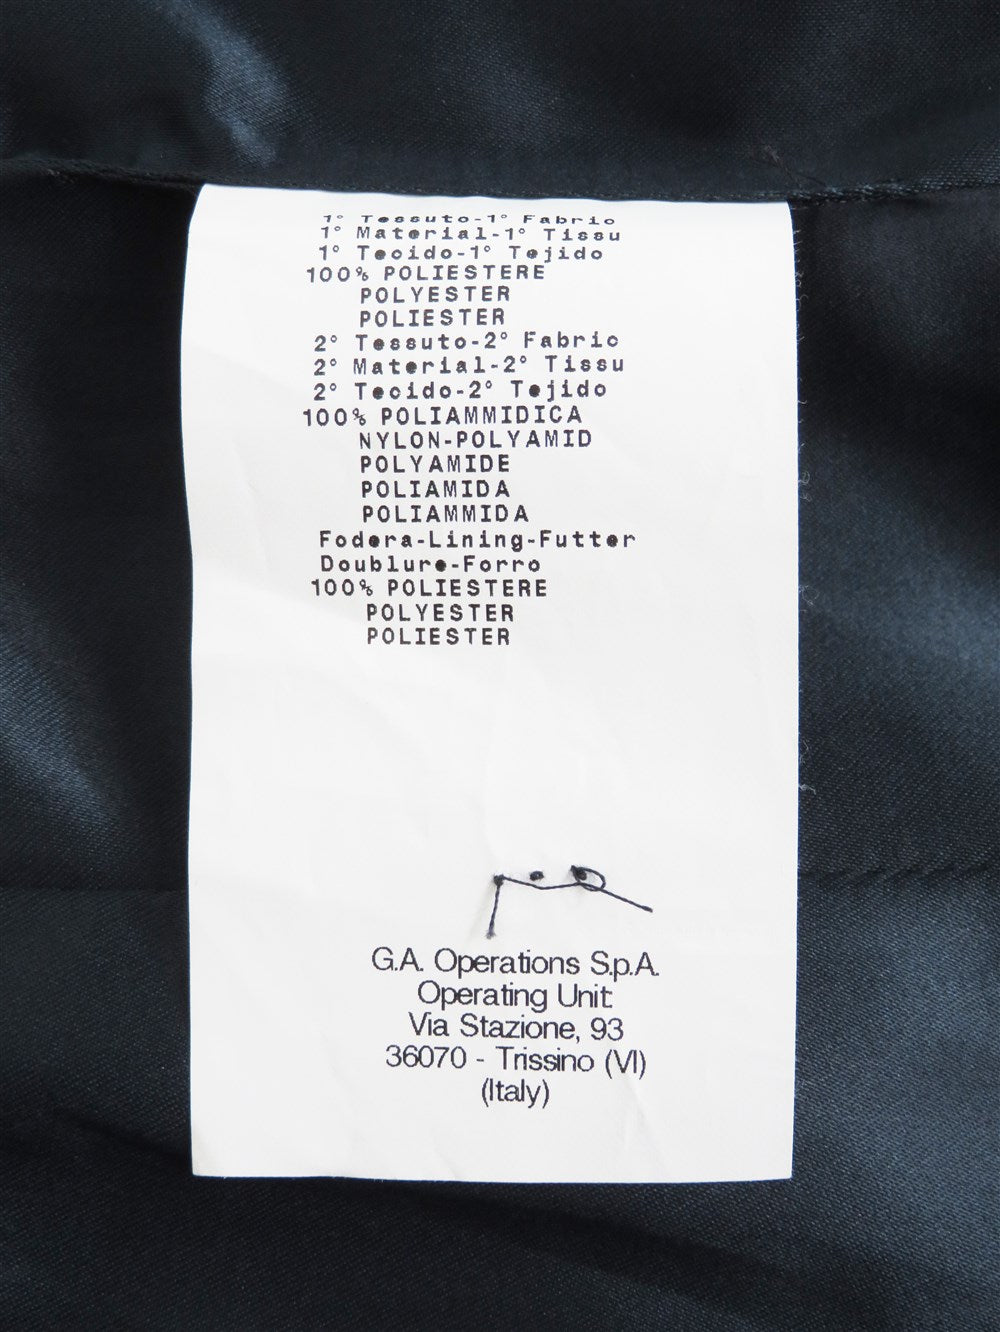 1° Tessuto-1° Fabric
1° Material-1° Tissu
1° Tecido-1° Tejido
100% POLIESTERE
POLYESTER
POLIESTER
2° Tessuto-2° Fabric
2° Material-2° Tissu
2° Tecido-2° Tejido
100% POLIAMMIDICA
NYLON-POLYAMID
POLYAMIDE
POLIAMIDA
POLIAMMIDA
Fodera-Lining-Futter
Doublure-Forro
100% POLIESTERE
POLYESTER
POLIESTER
G.A. Operations S.p.A.
Operating Unit:
Via Stazione, 93
36070 - Trissino (VI)
(Italy)